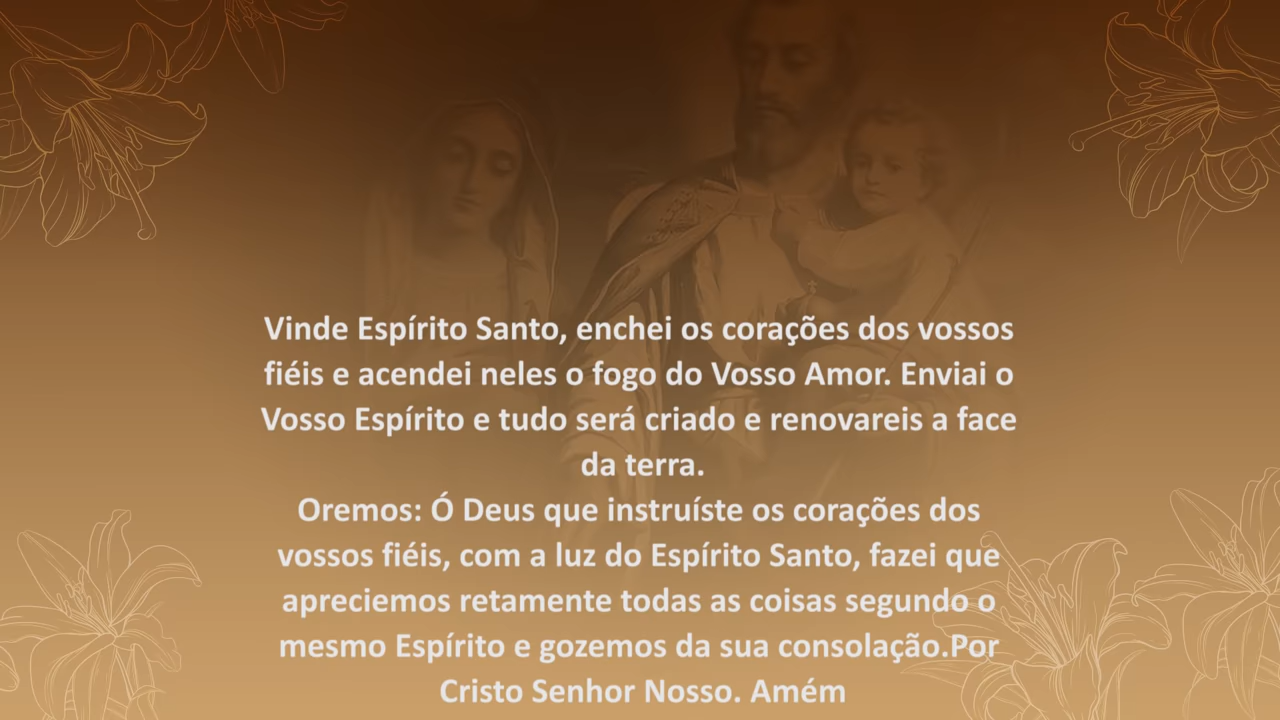 Vinde Espírito Santo, enchei os corações dos vossos
fiéis e acendei neles o fogo do Vosso Amor. Enviai o
Vosso Espírito e tudo será criado e renovareis a face
da terra.
Oremos: Ó Deus que instruíste os corações dos
vossos fiéis, com a luz do Espírito Santo, fazei que
apreciemos retamente todas as coisas segundo o
mesmo Espírito e gozemos da sua consolação.Por
Cristo Senhor Nosso. Amém